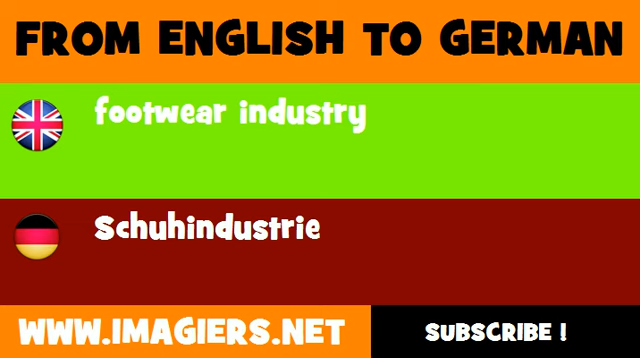 FROM ENGLISH TO GERMAN
footwear industry
Schuhindustrie
WWW.IMAGIERS.NET
SUBSCRIBE !